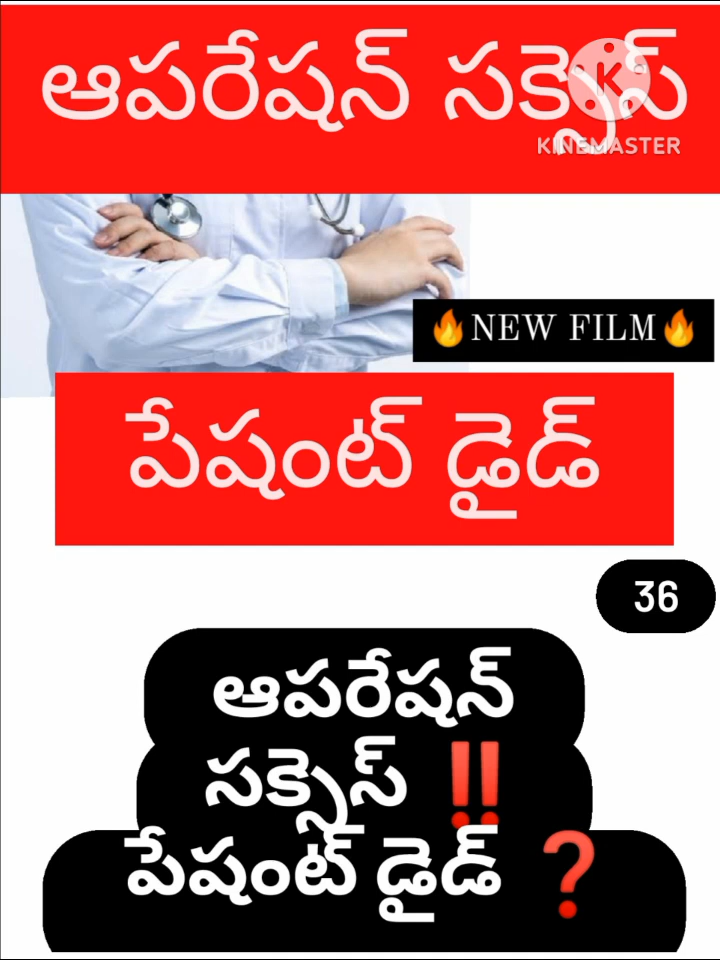 ఆపరేషన్ సక్సెస్
KINEMASTER
🔥NEW FILM🔥
పేషంట్ డైడ్
36
ఆపరేషన్
సక్సెస్ ‼️
పేషంట్ డైడ్ ❓